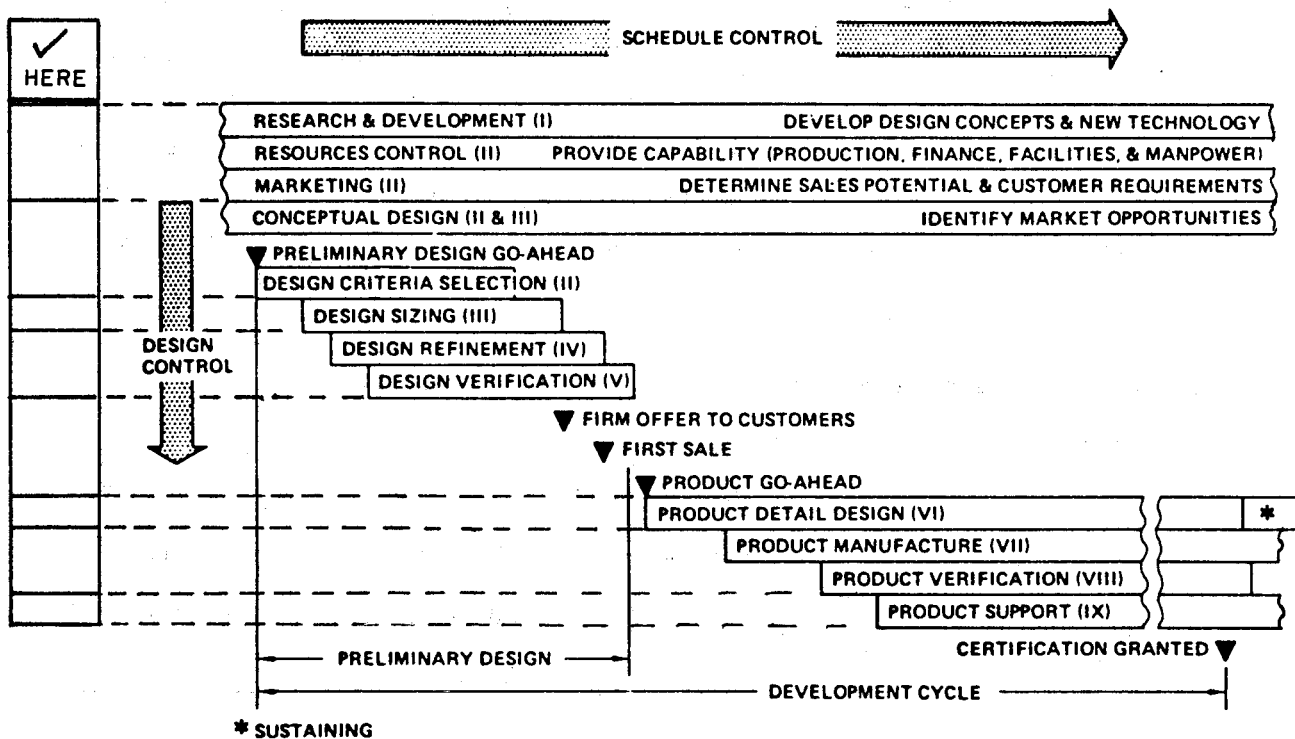 ✓
HERE
SCHEDULE CONTROL
RESEARCH & DEVELOPMENT (I) DEVELOP DESIGN CONCEPTS & NEW TECHNOLOGY
RESOURCES CONTROL (II) PROVIDE CAPABILITY (PRODUCTION, FINANCE, FACILITIES, & MANPOWER)
MARKETING (II) DETERMINE SALES POTENTIAL & CUSTOMER REQUIREMENTS
CONCEPTUAL DESIGN (II & III) IDENTIFY MARKET OPPORTUNITIES
PRELIMINARY DESIGN GO-AHEAD
DESIGN CRITERIA SELECTION (II)
DESIGN SIZING (III)
DESIGN REFINEMENT (IV)
DESIGN VERIFICATION (V)
DESIGN
CONTROL
FIRM OFFER TO CUSTOMERS
FIRST SALE
PRODUCT GO-AHEAD
PRODUCT DETAIL DESIGN (VI) *
PRODUCT MANUFACTURE (VII)
PRODUCT VERIFICATION (VIII)
PRODUCT SUPPORT (IX)
CERTIFICATION GRANTED
PRELIMINARY DESIGN
DEVELOPMENT CYCLE
* SUSTAINING